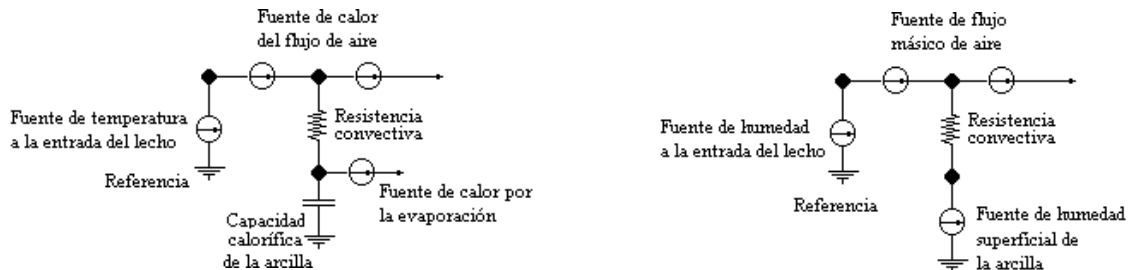 Fuente de calor
del flujo de aire
Fuente de temperatura
a la entrada del lecho
Resistencia
convectiva
Referencia
Fuente de calor por
la evaporación
Capacidad
calorífica
de la arcilla
Fuente de flujo
másico de aire
Fuente de humedad
a la entrada del lecho
Resistencia
convectiva
Referencia
Fuente de humedad
superficial de
la arcilla